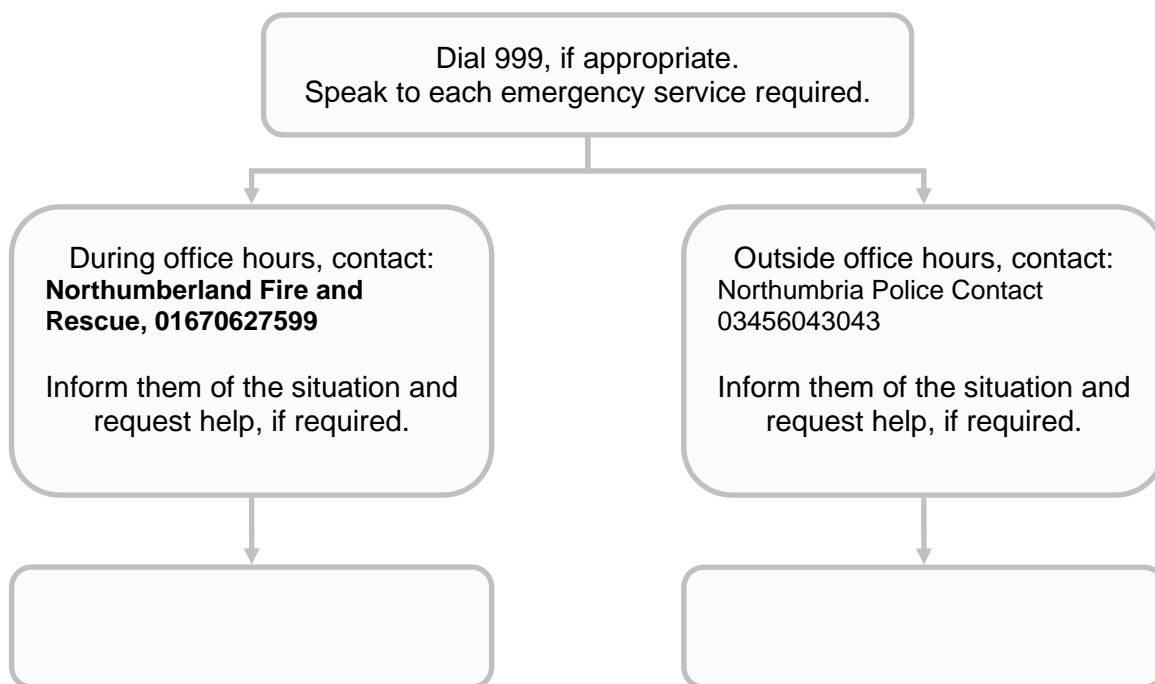 Dial 999, if appropriate.
Speak to each emergency service required.
During office hours, contact:
Northumberland Fire and
Rescue, 01670627599
Inform them of the situation and
request help, if required.
Outside office hours, contact:
Northumbria Police Contact
03456043043
Inform them of the situation and
request help, if required.